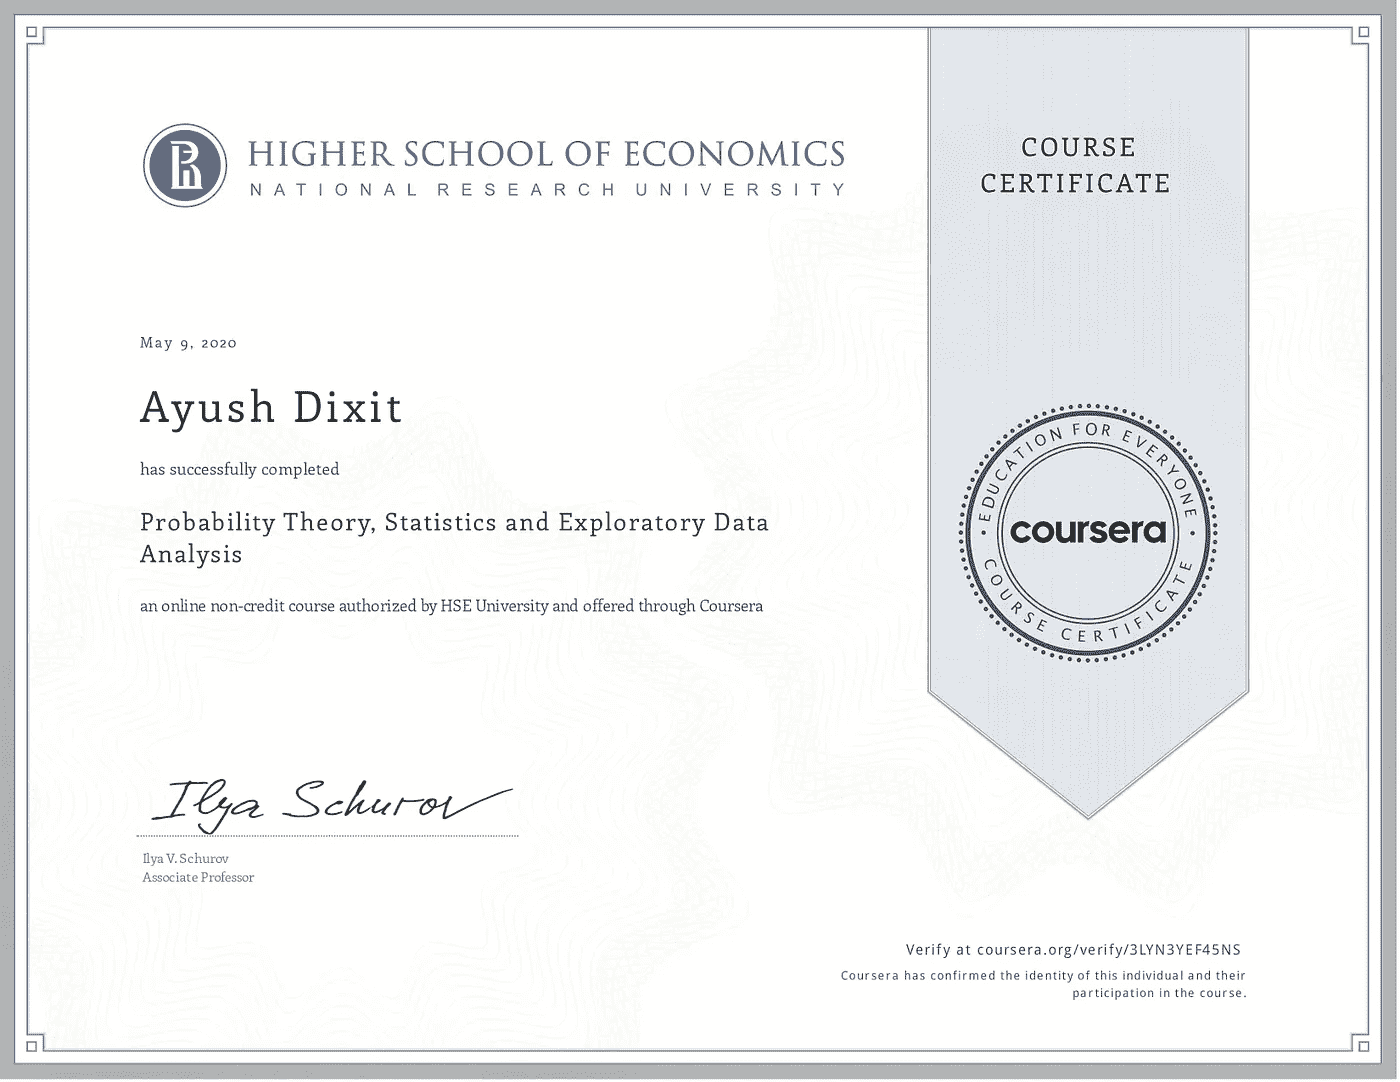 HIGHER SCHOOL OF ECONOMICS
NATIONAL RESEARCH UNIVERSITY
COURSE
CERTIFICATE
May 9, 2020
Ayush Dixit
has successfully completed
Probability Theory, Statistics and Exploratory Data
Analysis
an online non-credit course authorized by HSE University and offered through Coursera
EDUCATION FOR EVERYONE
coursera
COURSE CERTIFICATE
Ilya Schurov
Ilya V. Schurov
Associate Professor
Verify at coursera.org/verify/3LYN3YEF45NS
Coursera has confirmed the identity of this individual and their
participation in the course.